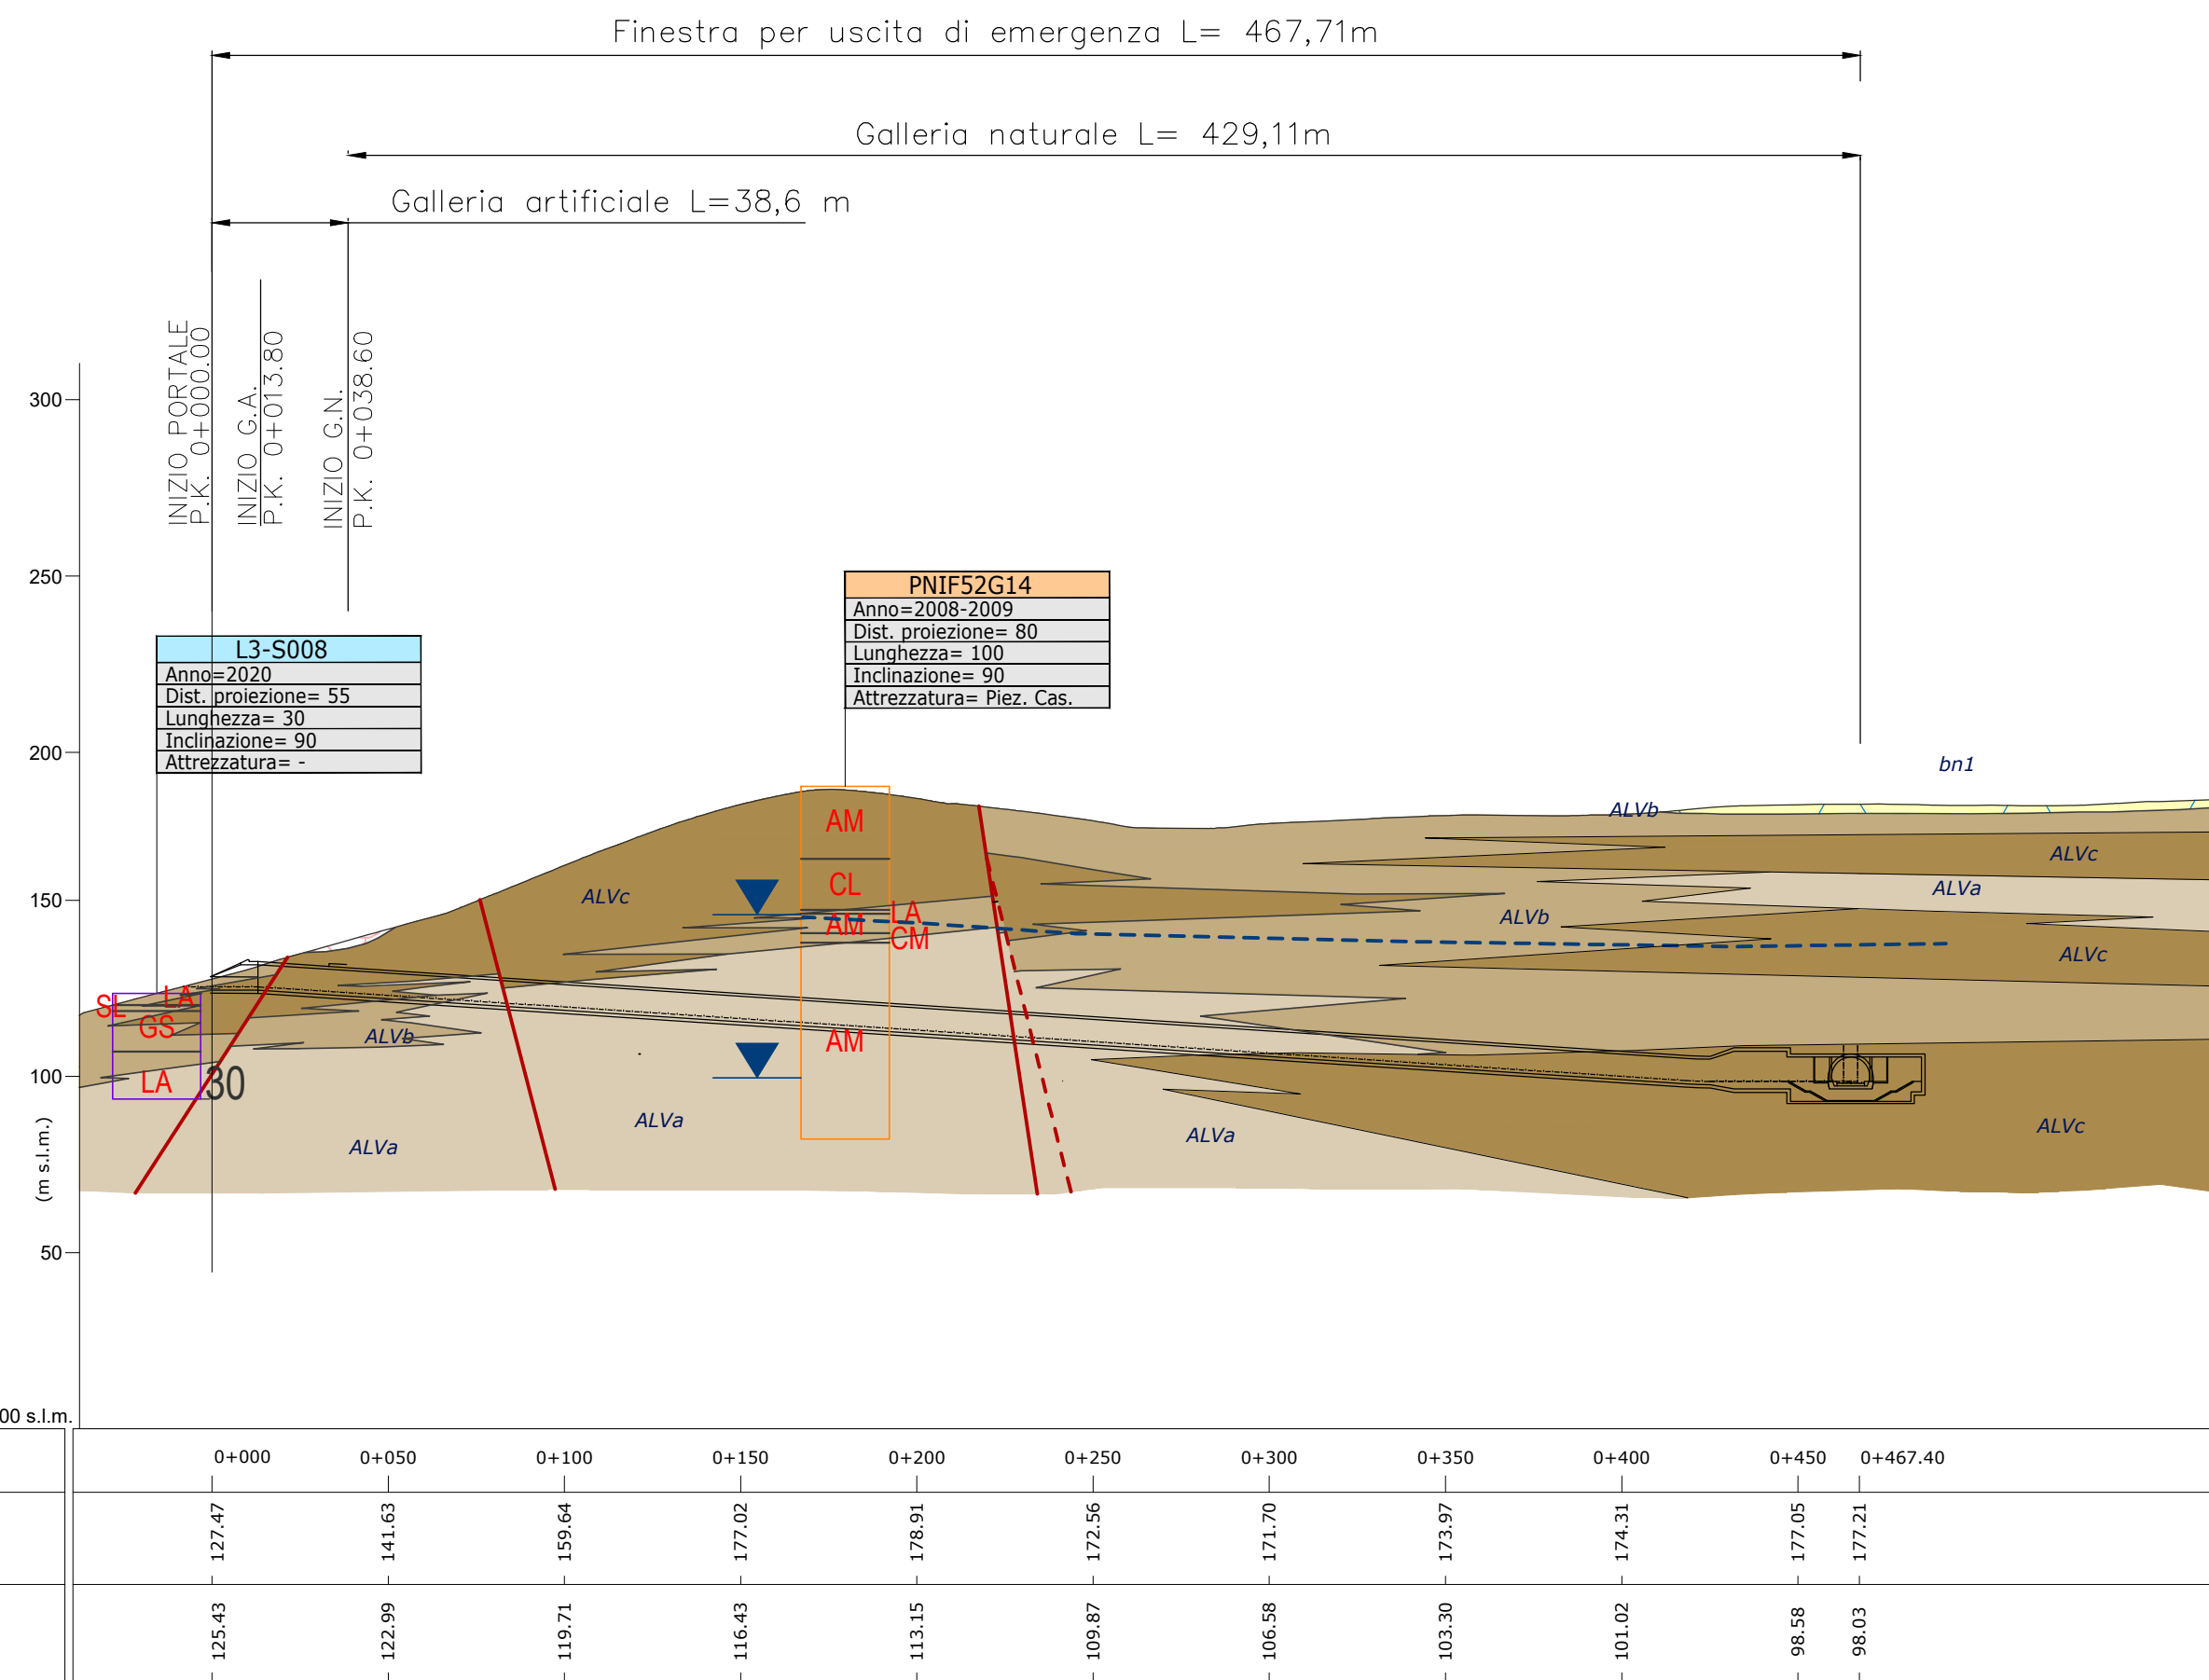 Finestra per uscita di emergenza L= 467,71m
Galleria naturale L= 429,11m
Galleria artificiale L=38,6 m
INIZIO PORTALE
P.K. 0+000.00
INIZIO G.A.
P.K. 0+013.80
INIZIO G.N.
P.K. 0+038.60
300
250
200
150
100
50
(m s.l.m.)
00 s.l.m.
PNIF52G14
Anno=2008-2009
Dist. proiezione= 80
Lunghezza= 100
Inclinazione= 90
Attrezzatura= Piez. Cas.
L3-S008
Anno=2020
Dist. proiezione= 55
Lunghezza= 30
Inclinazione= 90
Attrezzatura= -
bn1
ALVb
AM
ALVc
CL
ALVc
ALVa
LA
AM
ALVb
CM
ALVc
SL
LA
GS
ALVb
AM
LA
30
ALVa
ALVa
ALVa
ALVc
0+000 0+050 0+100 0+150 0+200 0+250 0+300 0+350 0+400 0+450 0+467.40
127.47 141.63 159.64 177.02 178.91 172.56 171.70 173.97 174.31 177.05 177.21
125.43 122.99 119.71 116.43 113.15 109.87 106.58 103.30 101.02 98.58 98.03